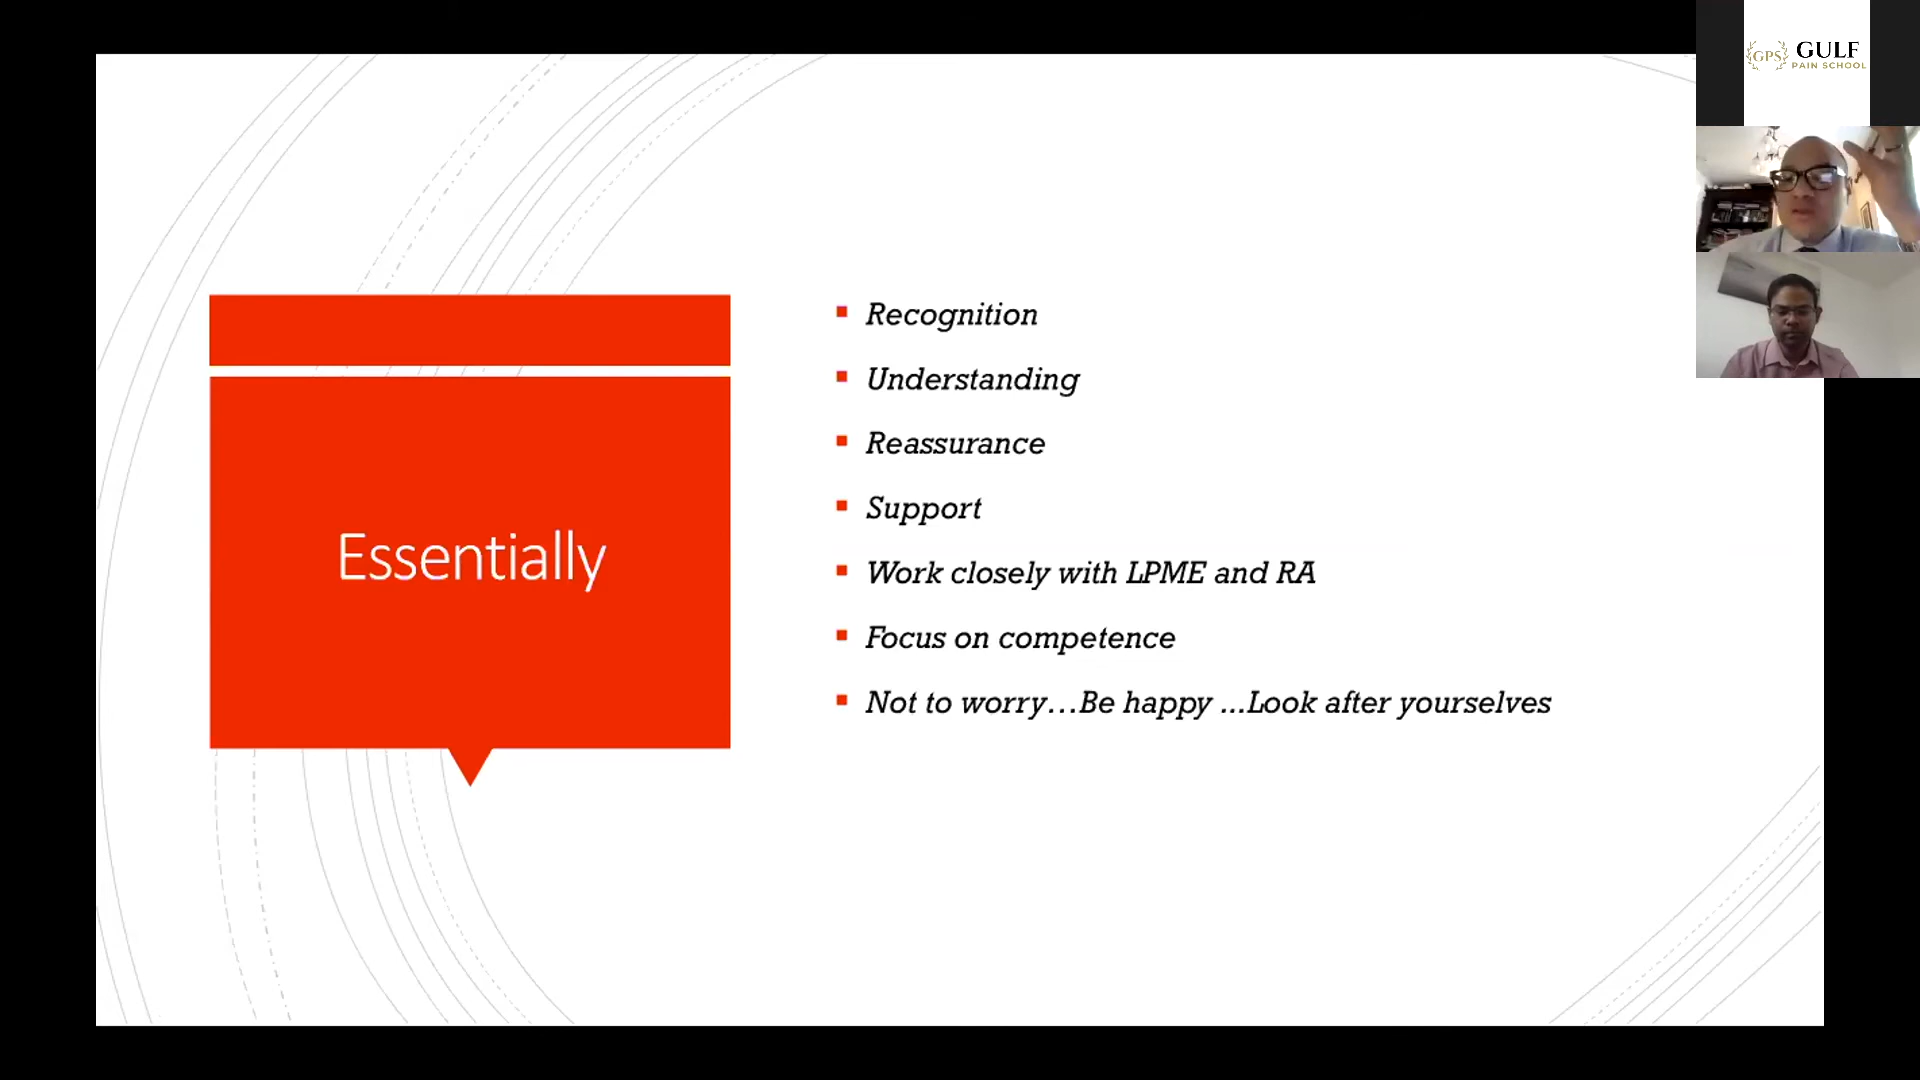 GPS GULF
PAIN SCHOOL
Essentially
Recognition
Understanding
Reassurance
Support
Work closely with LPME and RA
Focus on competence
Not to worry…Be happy ...Look after yourselves